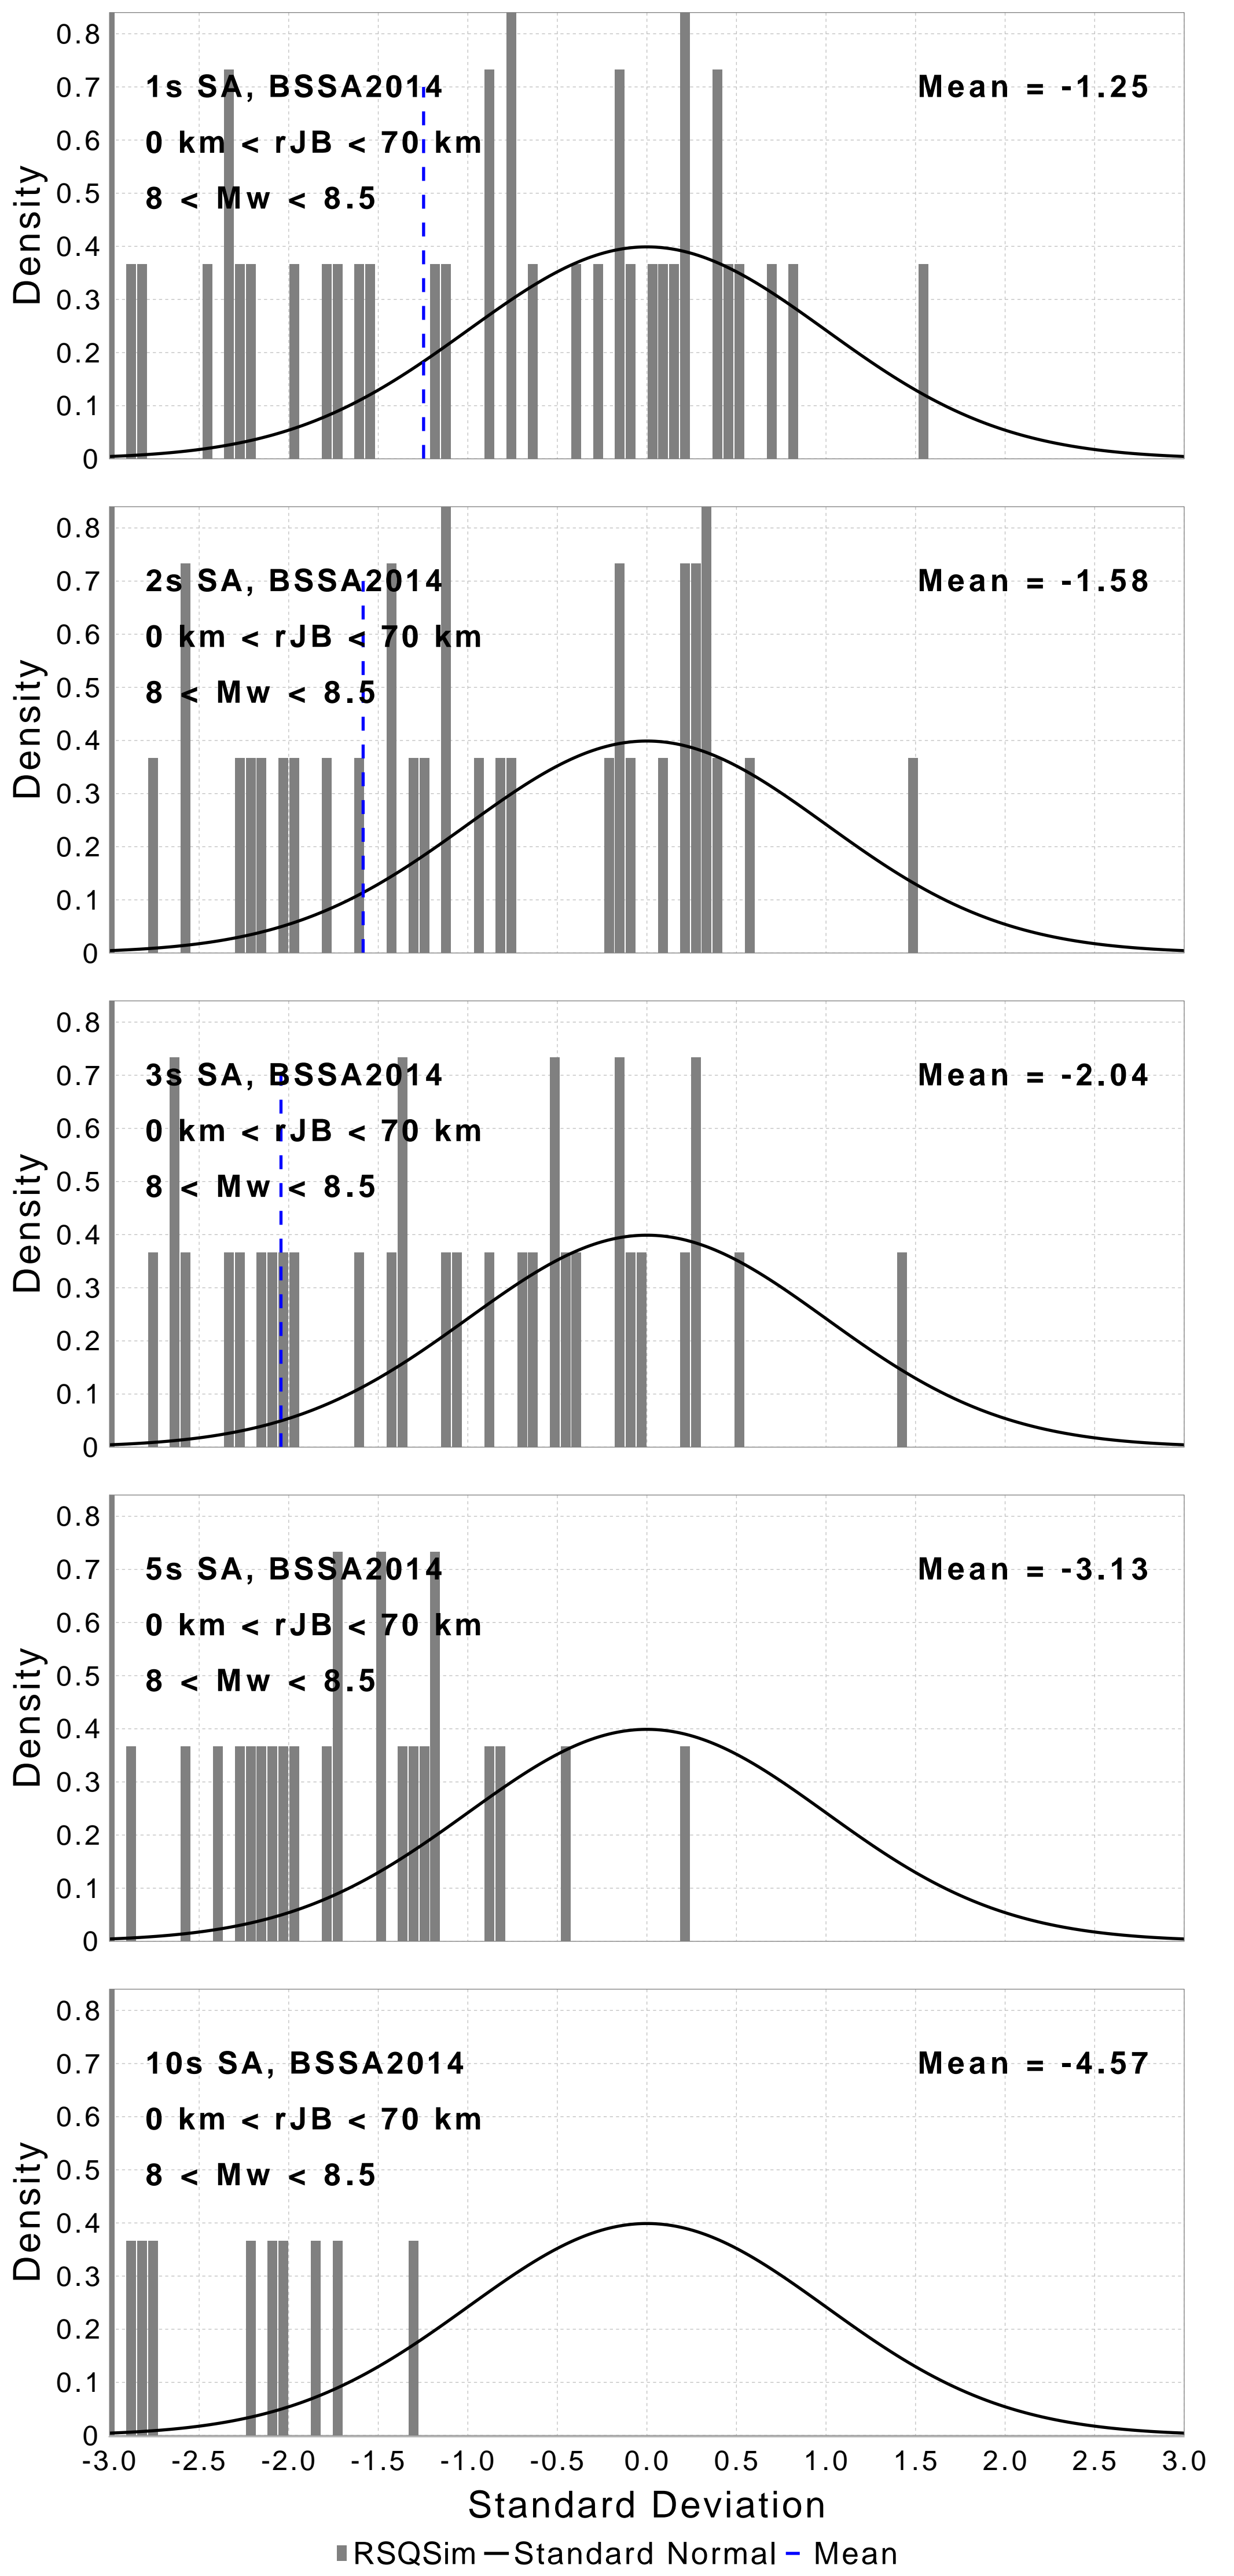 0.8
0.7
0.6
0.5
0.4
0.3
0.2
0.1
0
Density
1s SA, BSSA2014
0 km < rJB < 70 km
8 < Mw < 8.5
Mean = -1.25
0.8
0.7
0.6
0.5
0.4
0.3
0.2
0.1
0
Density
2s SA, BSSA2014
0 km < rJB < 70 km
8 < Mw < 8.5
Mean = -1.58
0.8
0.7
0.6
0.5
0.4
0.3
0.2
0.1
0
Density
3s SA, BSSA2014
0 km < rJB < 70 km
8 < Mw < 8.5
Mean = -2.04
0.8
0.7
0.6
0.5
0.4
0.3
0.2
0.1
0
Density
5s SA, BSSA2014
0 km < rJB < 70 km
8 < Mw < 8.5
Mean = -3.13
0.8
0.7
0.6
0.5
0.4
0.3
0.2
0.1
0
Density
10s SA, BSSA2014
0 km < rJB < 70 km
8 < Mw < 8.5
Mean = -4.57
-3.0 -2.5 -2.0 -1.5 -1.0 -0.5 0.0 0.5 1.0 1.5 2.0 2.5 3.0
Standard Deviation
RSQSim Standard Normal Mean